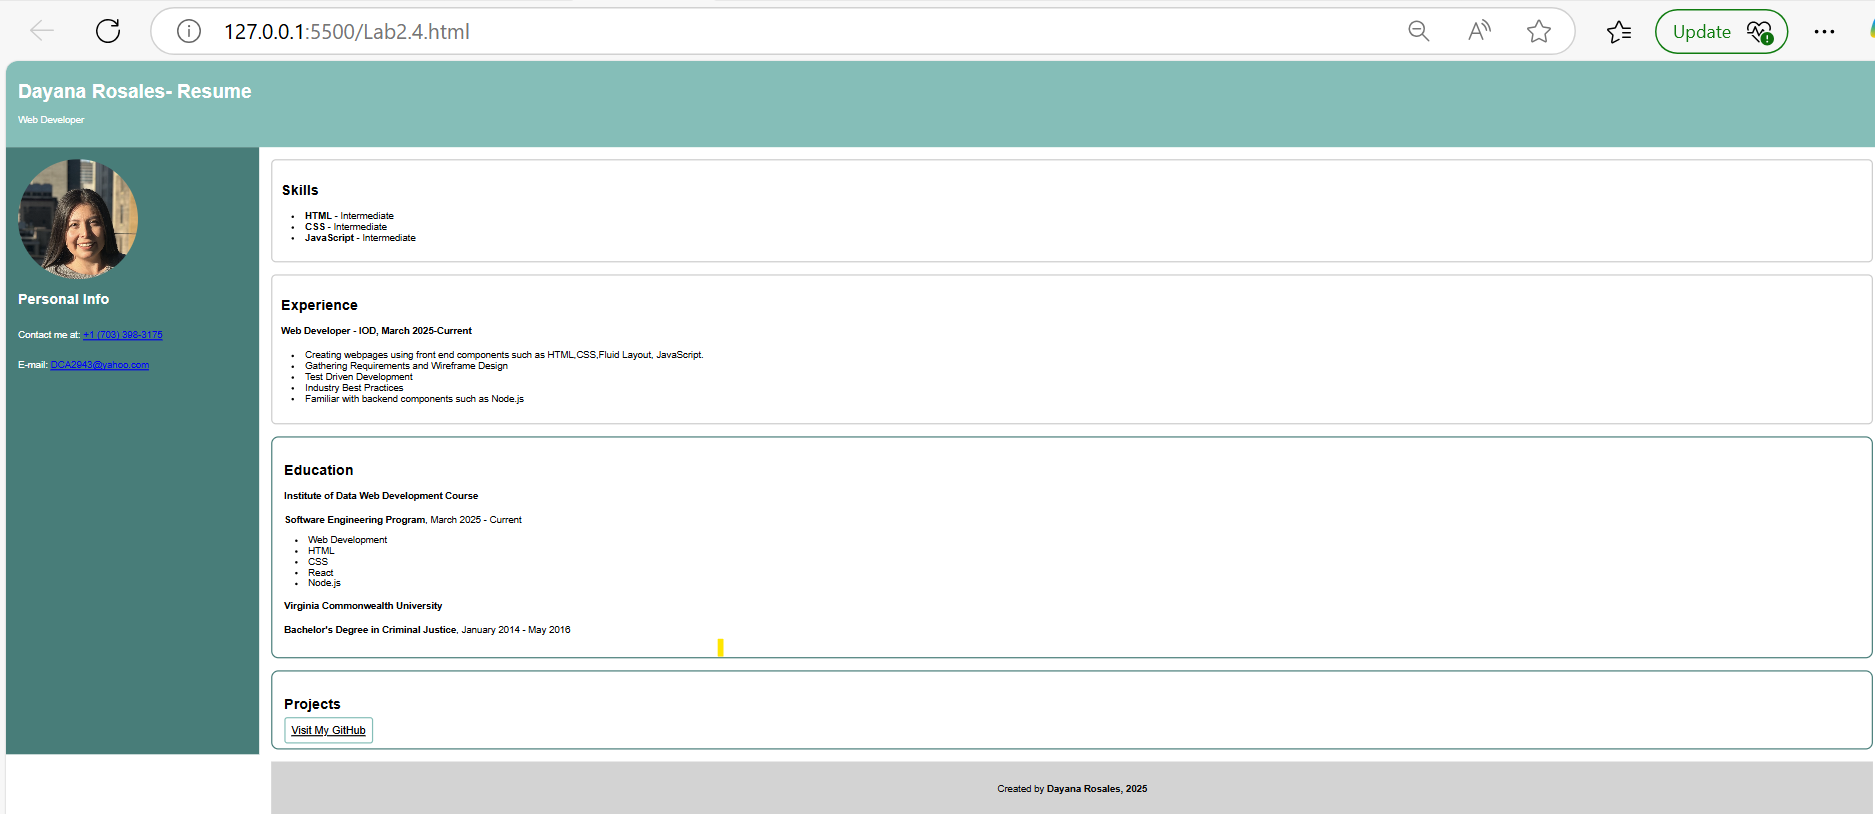 127.0.0.1:5500/Lab2.4.html
Update
Dayana Rosales- Resume
Web Developer
Personal Info
Contact me at: +1 (703) 398-3175
E-mail: DCA2943@yahoo.com
Skills
HTML - Intermediate
CSS - Intermediate
JavaScript - Intermediate
Experience
Web Developer - IOD, March 2025-Current
Creating webpages using front end components such as HTML,CSS,Fluid Layout, JavaScript.
Gathering Requirements and Wireframe Design
Test Driven Development
Industry Best Practices
Familiar with backend components such as Node.js
Education
Institute of Data Web Development Course
Software Engineering Program, March 2025 - Current
Web Development
HTML
CSS
React
Node.js
Virginia Commonwealth University
Bachelor's Degree in Criminal Justice, January 2014 - May 2016
Projects
Visit My GitHub
Created by Dayana Rosales, 2025